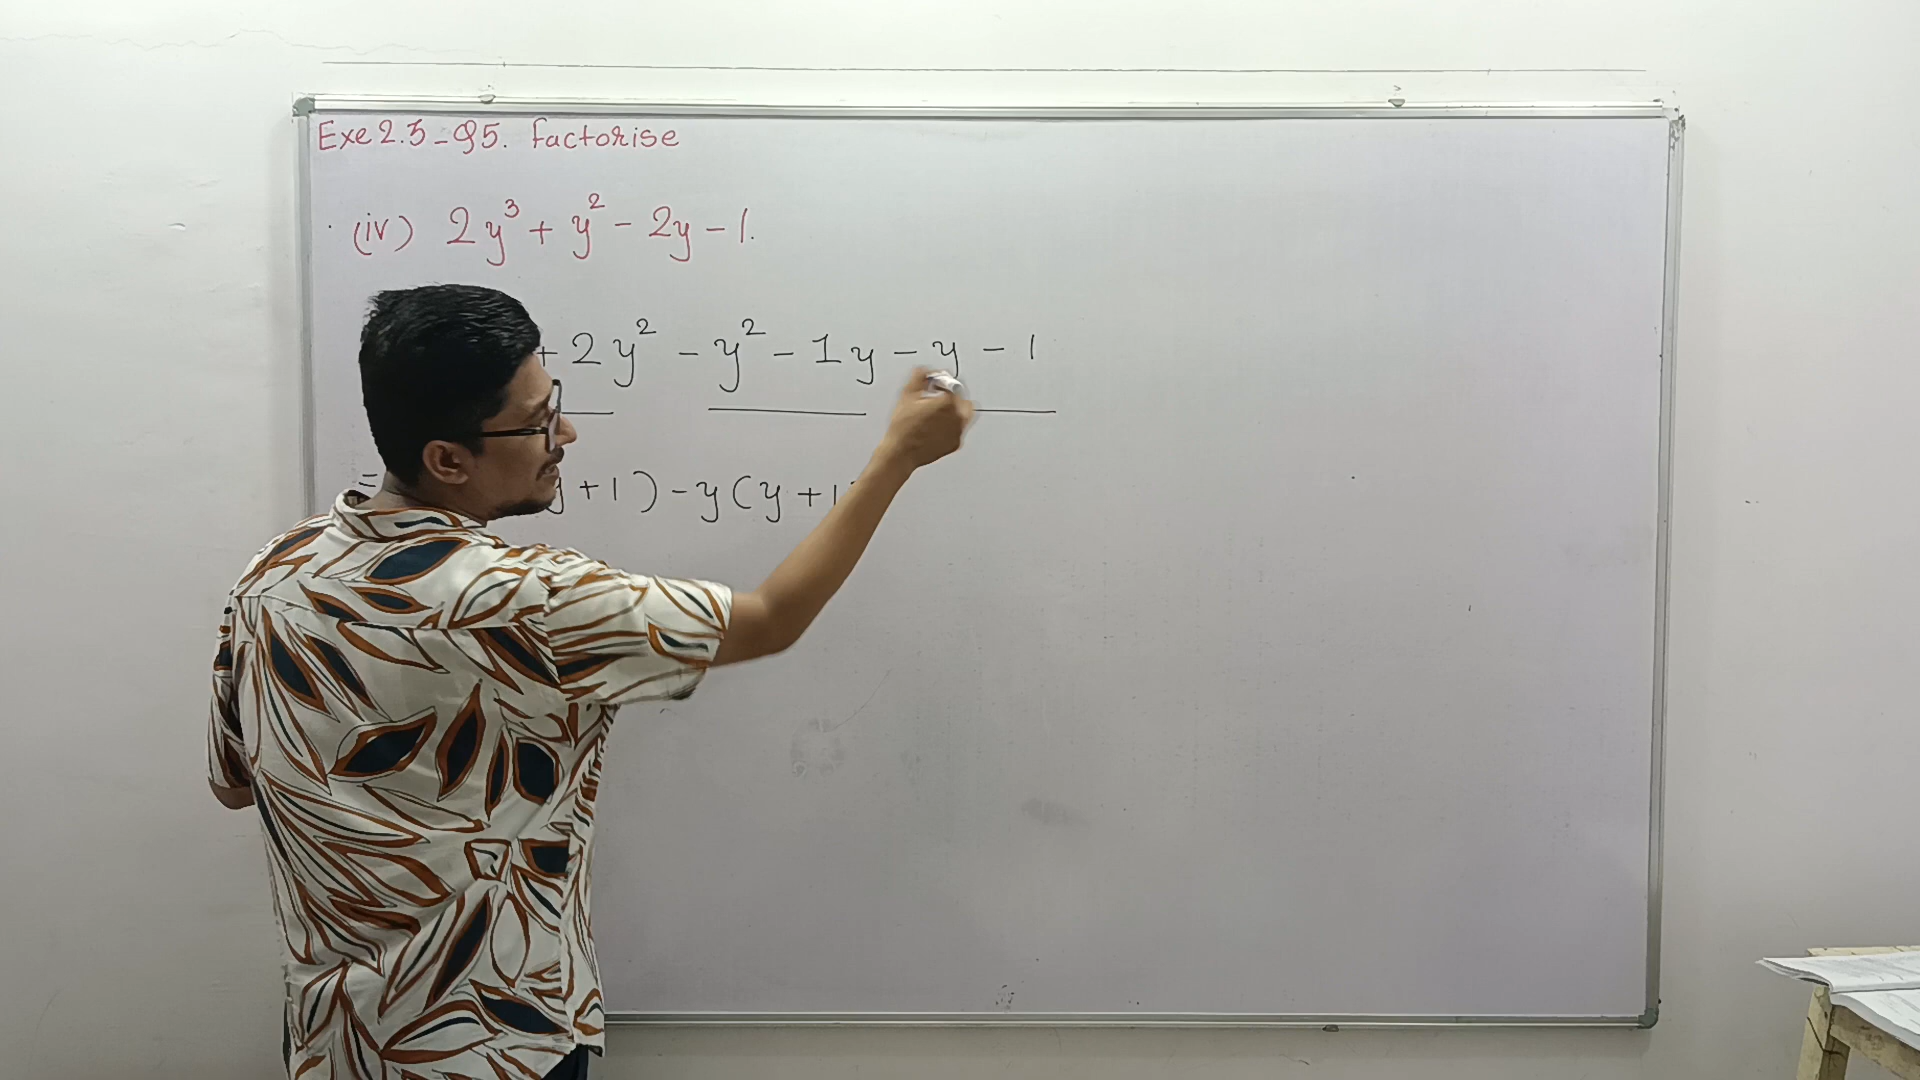 Exe 2.3 - Q5. Factorise
(iv) 2y³ + y² - 2y - 1.
+ 2y² - y² - 1y - y - 1
= y + 1) - y (y + 1